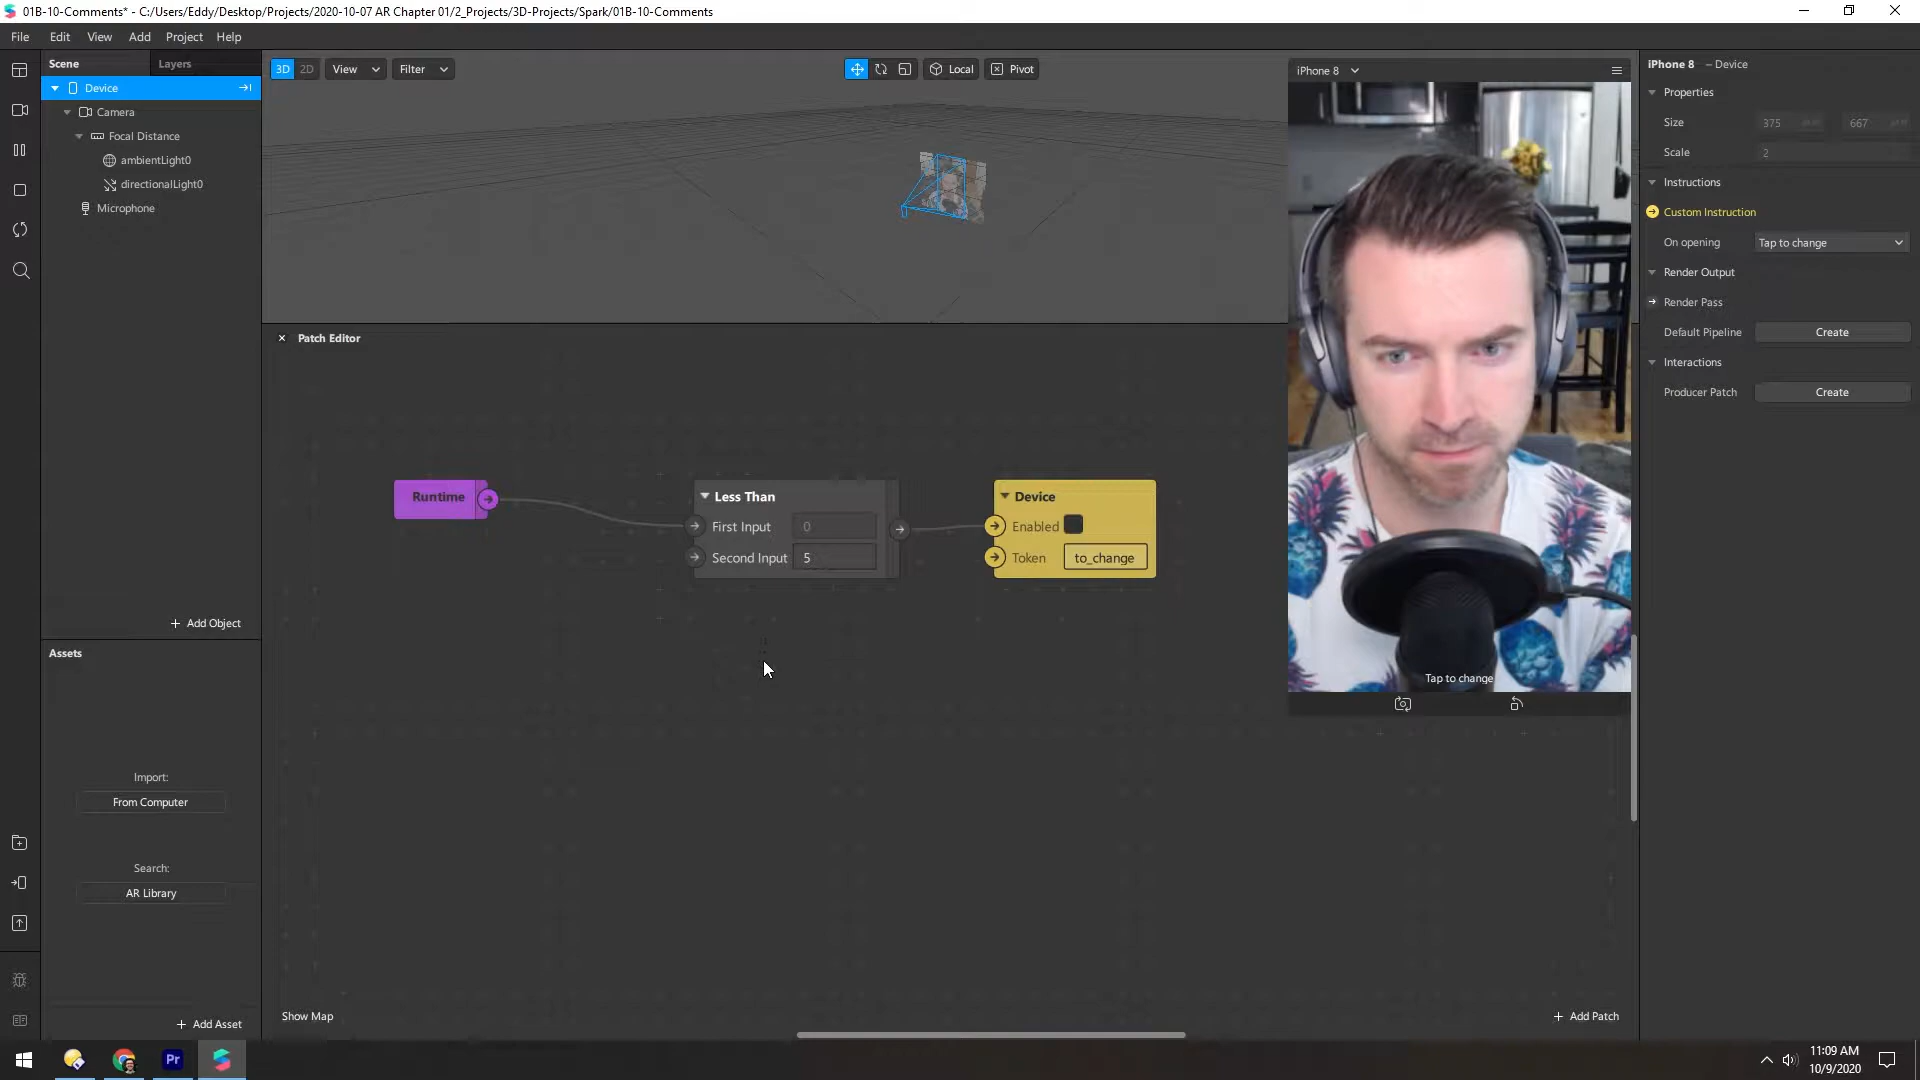 01B-10-Comments* - C:/Users/Eddy/Desktop/Projects/2020-10-07 AR Chapter 01/2_Projects/3D-Projects/Spark/01B-10-Comments
File Edit View Add Project Help
Scene Layers
Device
Camera
Focal Distance
ambientLight0
directionalLight0
Microphone
+ Add Object
Assets
Import:
From Computer
Search:
AR Library
+ Add Asset
3D 2D View Filter
Local Pivot
Patch Editor
Runtime
Less Than
First Input 0
Second Input 5
Device
Enabled
Token to_change
Show Map
+ Add Patch
iPhone 8
Tap to change
iPhone 8 – Device
Properties
Size 375 667
Scale 2
Instructions
Custom Instruction
On opening Tap to change
Render Output
Render Pass
Default Pipeline Create
Interactions
Producer Patch Create
Pr
11:09 AM
10/9/2020